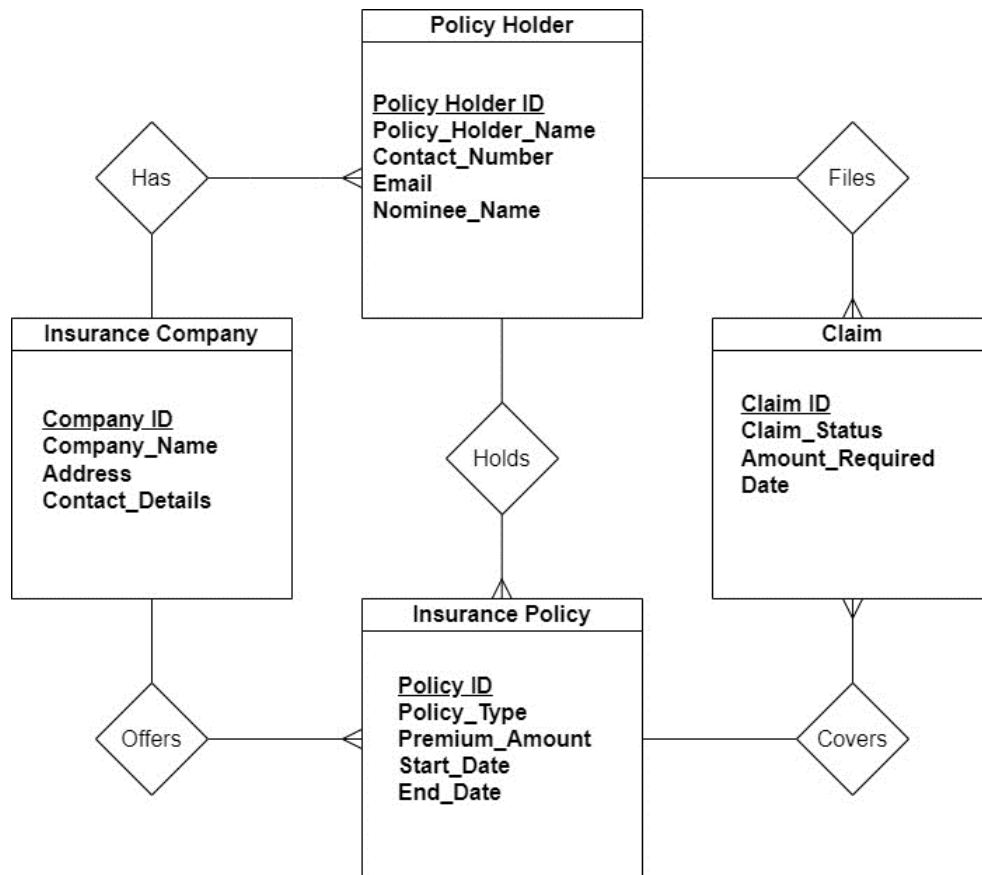 Policy Holder
Policy Holder ID
Policy_Holder_Name
Contact_Number
Email
Nominee_Name
Has
Files
Insurance Company
Company ID
Company_Name
Address
Contact_Details
Holds
Claim
Claim ID
Claim_Status
Amount_Required
Date
Insurance Policy
Policy ID
Policy_Type
Premium_Amount
Start_Date
End_Date
Offers
Covers